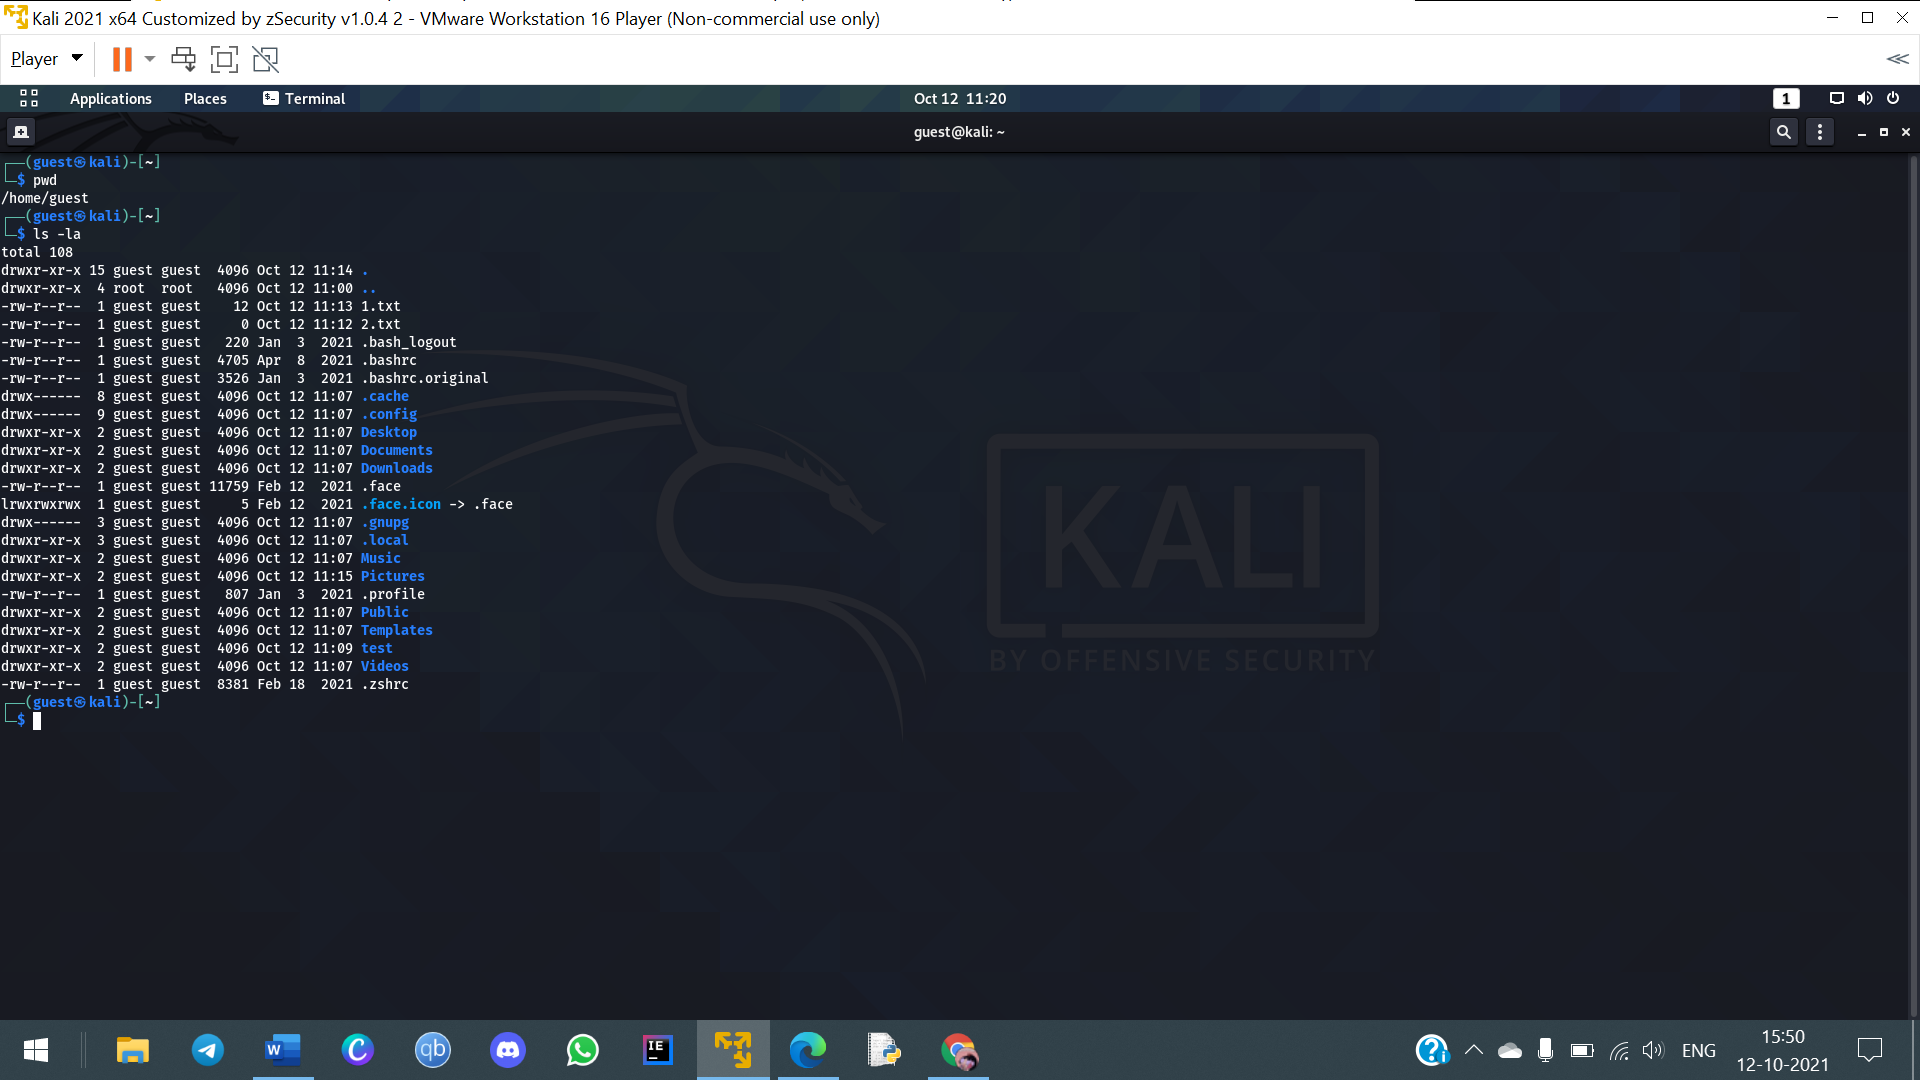 Kali 2021 x64 Customized by zSecurity v1.0.4 2 - VMware Workstation 16 Player (Non-commercial use only)
Player
Applications Places Terminal Oct 12 11:20 1
guest@kali: ~
┌──(guest㉿kali)-[~]
└─$ pwd
/home/guest
┌──(guest㉿kali)-[~]
└─$ ls -la
total 108
drwxr-xr-x 15 guest guest  4096 Oct 12 11:14 .
drwxr-xr-x  4 root  root   4096 Oct 12 11:00 ..
-rw-r--r--  1 guest guest    12 Oct 12 11:13 1.txt
-rw-r--r--  1 guest guest     0 Oct 12 11:12 2.txt
-rw-r--r--  1 guest guest   220 Jan  3  2021 .bash_logout
-rw-r--r--  1 guest guest  4705 Apr  8  2021 .bashrc
-rw-r--r--  1 guest guest  3526 Jan  3  2021 .bashrc.original
drwx------  8 guest guest  4096 Oct 12 11:07 .cache
drwx------  9 guest guest  4096 Oct 12 11:07 .config
drwxr-xr-x  2 guest guest  4096 Oct 12 11:07 Desktop
drwxr-xr-x  2 guest guest  4096 Oct 12 11:07 Documents
drwxr-xr-x  2 guest guest  4096 Oct 12 11:07 Downloads
-rw-r--r--  1 guest guest 11759 Feb 12  2021 .face
lrwxrwxrwx  1 guest guest     5 Feb 12  2021 .face.icon -> .face
drwx------  3 guest guest  4096 Oct 12 11:07 .gnupg
drwxr-xr-x  3 guest guest  4096 Oct 12 11:07 .local
drwxr-xr-x  2 guest guest  4096 Oct 12 11:07 Music
drwxr-xr-x  2 guest guest  4096 Oct 12 11:15 Pictures
-rw-r--r--  1 guest guest   807 Jan  3  2021 .profile
drwxr-xr-x  2 guest guest  4096 Oct 12 11:07 Public
drwxr-xr-x  2 guest guest  4096 Oct 12 11:07 Templates
drwxr-xr-x  2 guest guest  4096 Oct 12 11:09 test
drwxr-xr-x  2 guest guest  4096 Oct 12 11:07 Videos
-rw-r--r--  1 guest guest  8381 Feb 18  2021 .zshrc
┌──(guest㉿kali)-[~]
└─$
KALI
BY OFFENSIVE SECURITY
W
C
qb
IE
ENG
15:50
12-10-2021